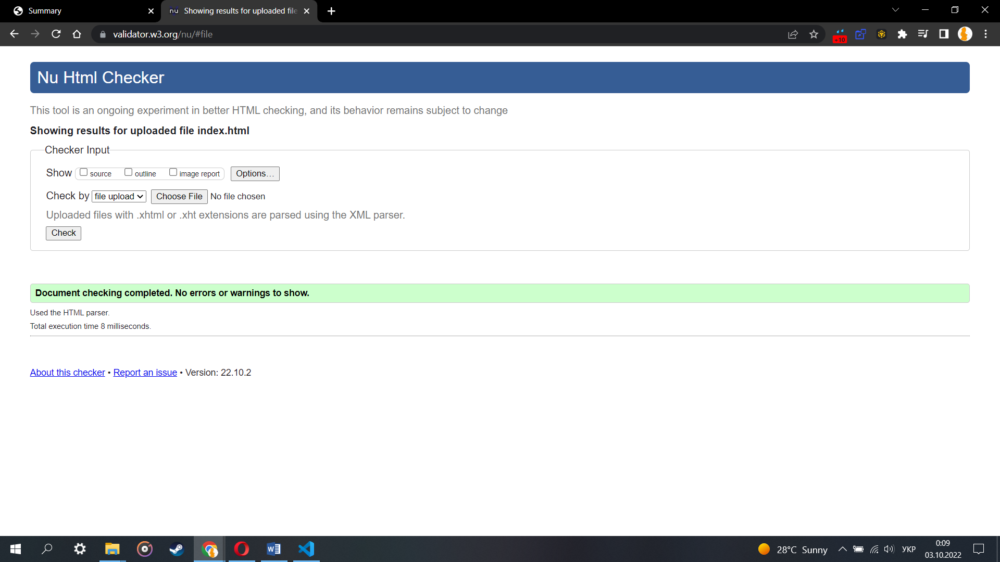 Summary
nu Showing results for uploaded file
validator.w3.org/nu/#file
+10
Nu Html Checker
This tool is an ongoing experiment in better HTML checking, and its behavior remains subject to change
Showing results for uploaded file index.html
Checker Input
Show source outline image report Options…
Check by file upload Choose File No file chosen
Uploaded files with .xhtml or .xht extensions are parsed using the XML parser.
Check
Document checking completed. No errors or warnings to show.
Used the HTML parser.
Total execution time 8 milliseconds.
About this checker • Report an issue • Version: 22.10.2
28°C Sunny УКР 0:09
03.10.2022